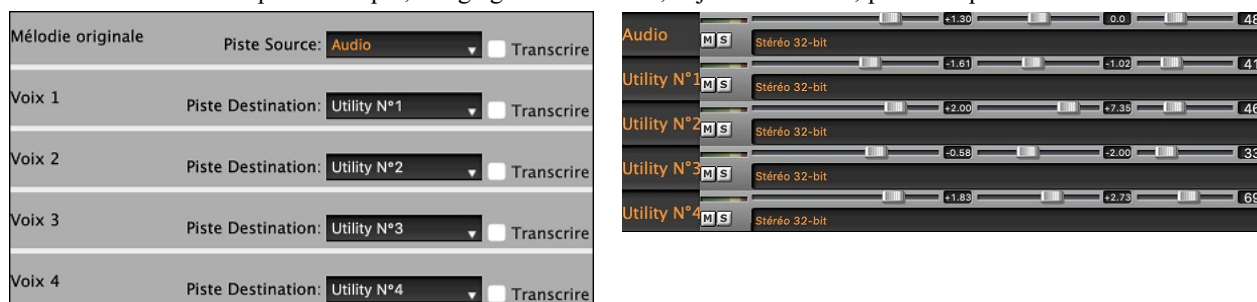 Mélodie originale Piste Source: Audio Transcrire
Voix 1 Piste Destination: Utility N°1 Transcrire
Voix 2 Piste Destination: Utility N°2 Transcrire
Voix 3 Piste Destination: Utility N°3 Transcrire
Voix 4 Piste Destination: Utility N°4 Transcrire
+1.30 0.0 48
Audio M S Stéréo 32-bit
-1.61 -1.02 41
Utility N°1 M S Stéréo 32-bit
+2.00 +7.35 46
Utility N°2 M S Stéréo 32-bit
-0.58 -2.00 33
Utility N°3 M S Stéréo 32-bit
+1.83 +2.73 69
Utility N°4 M S Stéréo 32-bit